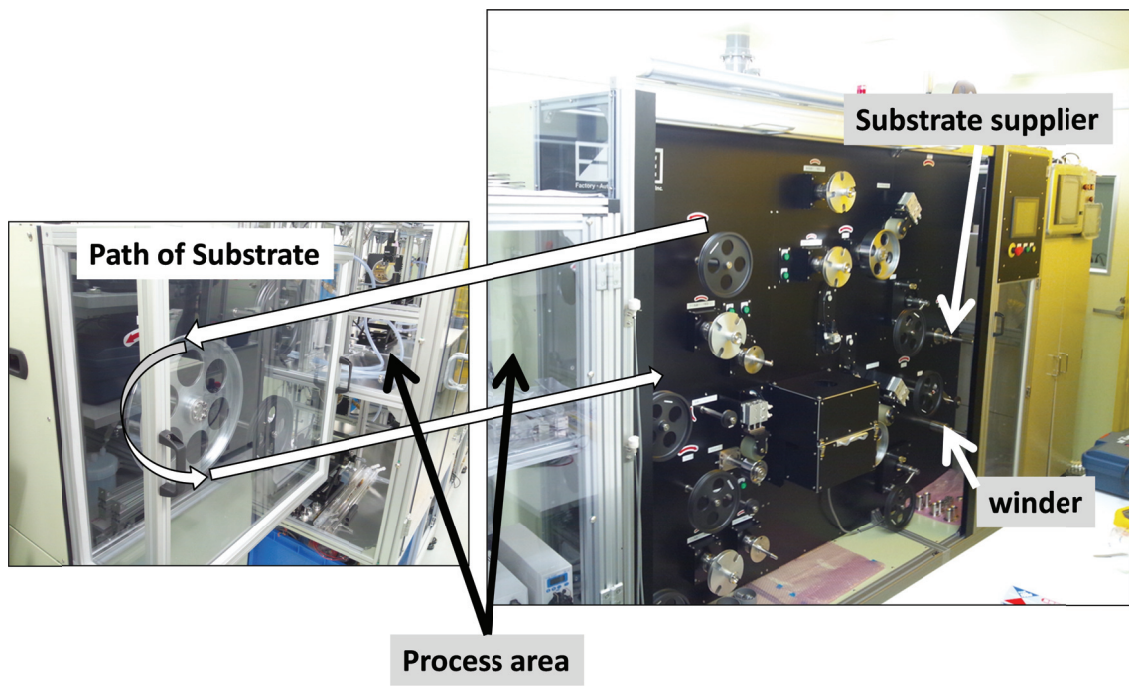 Substrate supplier
Path of Substrate
winder
Process area